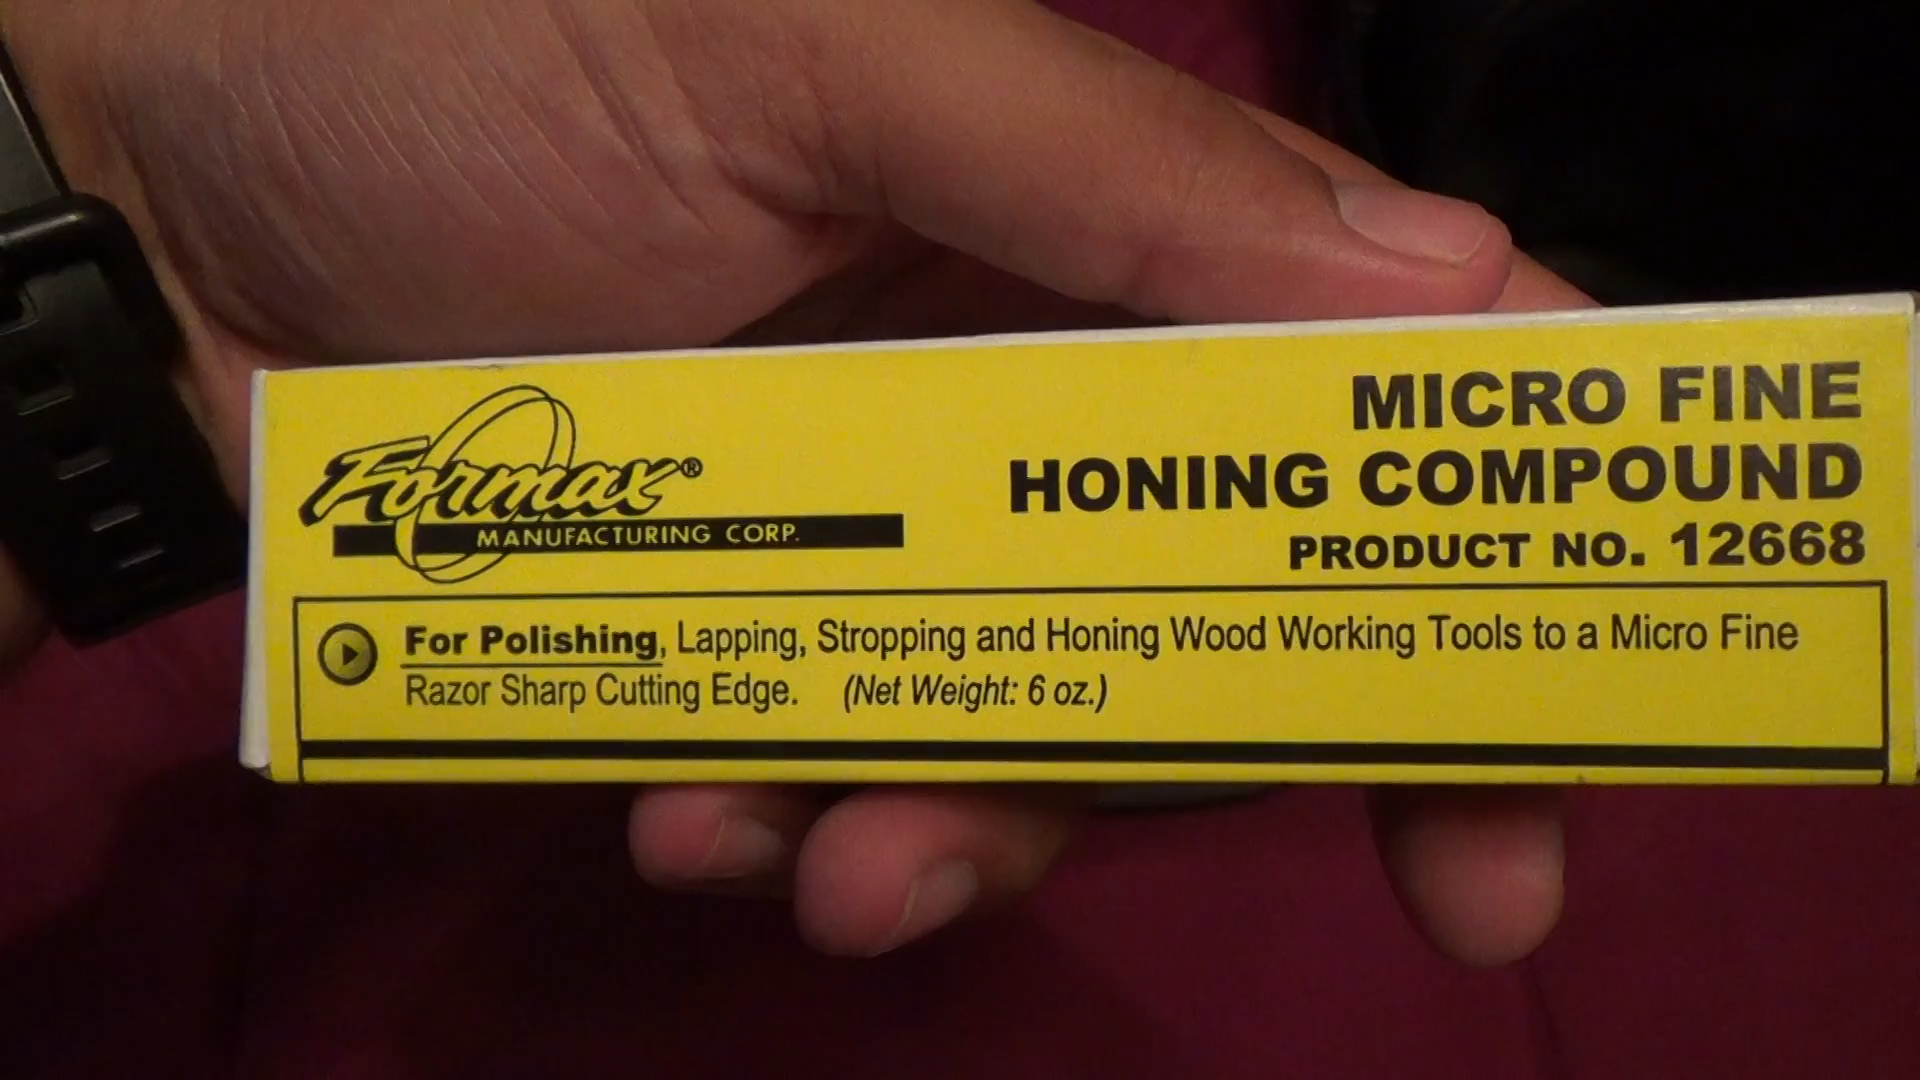 Formax®
MANUFACTURING CORP.
MICRO FINE
HONING COMPOUND
PRODUCT NO. 12668
For Polishing, Lapping, Stropping and Honing Wood Working Tools to a Micro Fine
Razor Sharp Cutting Edge. (Net Weight: 6 oz.)